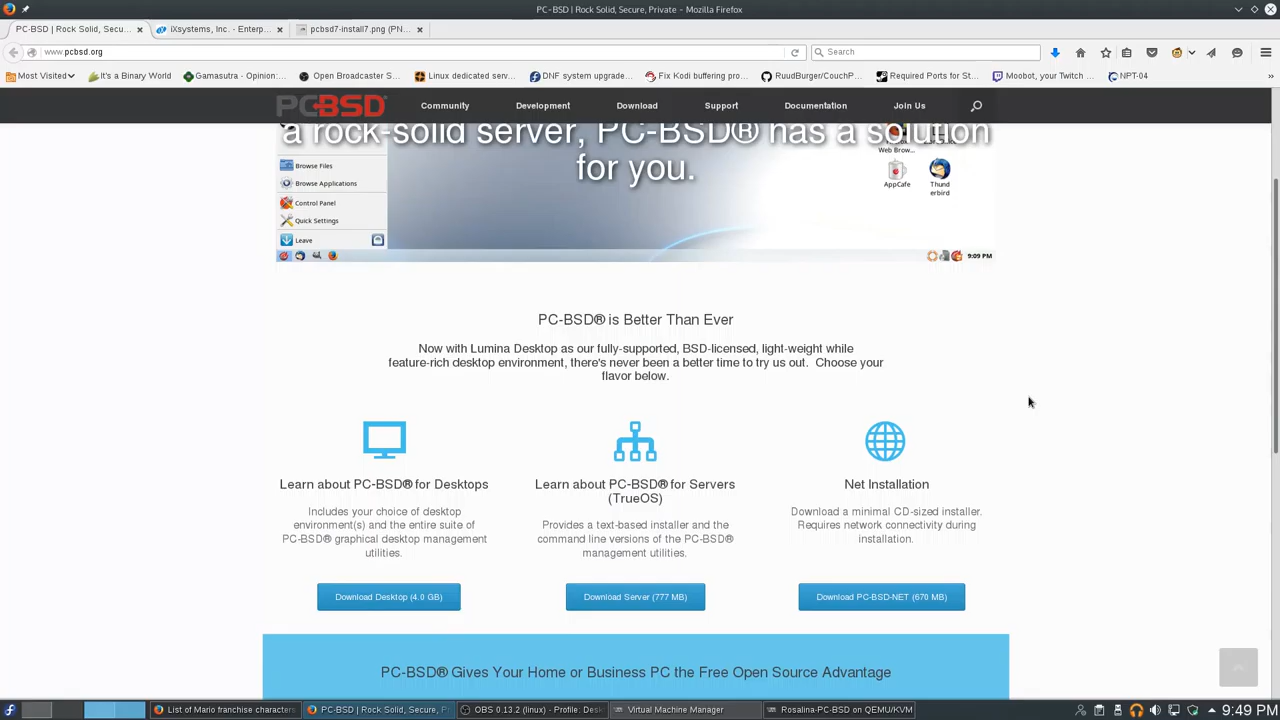 PC-BSD | Rock Solid, Secure, Private - Mozilla Firefox
PC-BSD | Rock Solid, Secu... × iXsystems, Inc. - Enterp... × pcbsd7-install7.png (PN... ×
www.pcbsd.org Search
Most Visited It's a Binary World Gamasutra - Opinion:... Open Broadcaster S... Linux dedicated serv... DNF system upgrade... Fix Kodi buffering pro... RuudBurger/CouchP... Required Ports for St... Moobot, your Twitch ... NPT-04 »
PCBSD Community Development Download Support Documentation Join Us
a rock-solid server, PC-BSD® has a solution
for you.
Web Brow...
Browse Files
Browse Applications
AppCafe
Thund
erbird
Control Panel
Quick Settings
Leave
9:09 PM
PC-BSD® is Better Than Ever
Now with Lumina Desktop as our fully-supported, BSD-licensed, light-weight while
feature-rich desktop environment, there's never been a better time to try us out. Choose your
flavor below.
Learn about PC-BSD® for Desktops
Includes your choice of desktop
environment(s) and the entire suite of
PC-BSD® graphical desktop management
utilities.
Download Desktop (4.0 GB)
Learn about PC-BSD® for Servers
(TrueOS)
Provides a text-based installer and the
command line versions of the PC-BSD®
management utilities.
Download Server (777 MB)
Net Installation
Download a minimal CD-sized installer.
Requires network connectivity during
installation.
Download PC-BSD-NET (670 MB)
PC-BSD® Gives Your Home or Business PC the Free Open Source Advantage
List of Mario franchise characters PC-BSD | Rock Solid, Secure, P... OBS 0.13.2 (linux) - Profile: Desk... Virtual Machine Manager Rosalina-PC-BSD on QEMU/KVM 9:49 PM